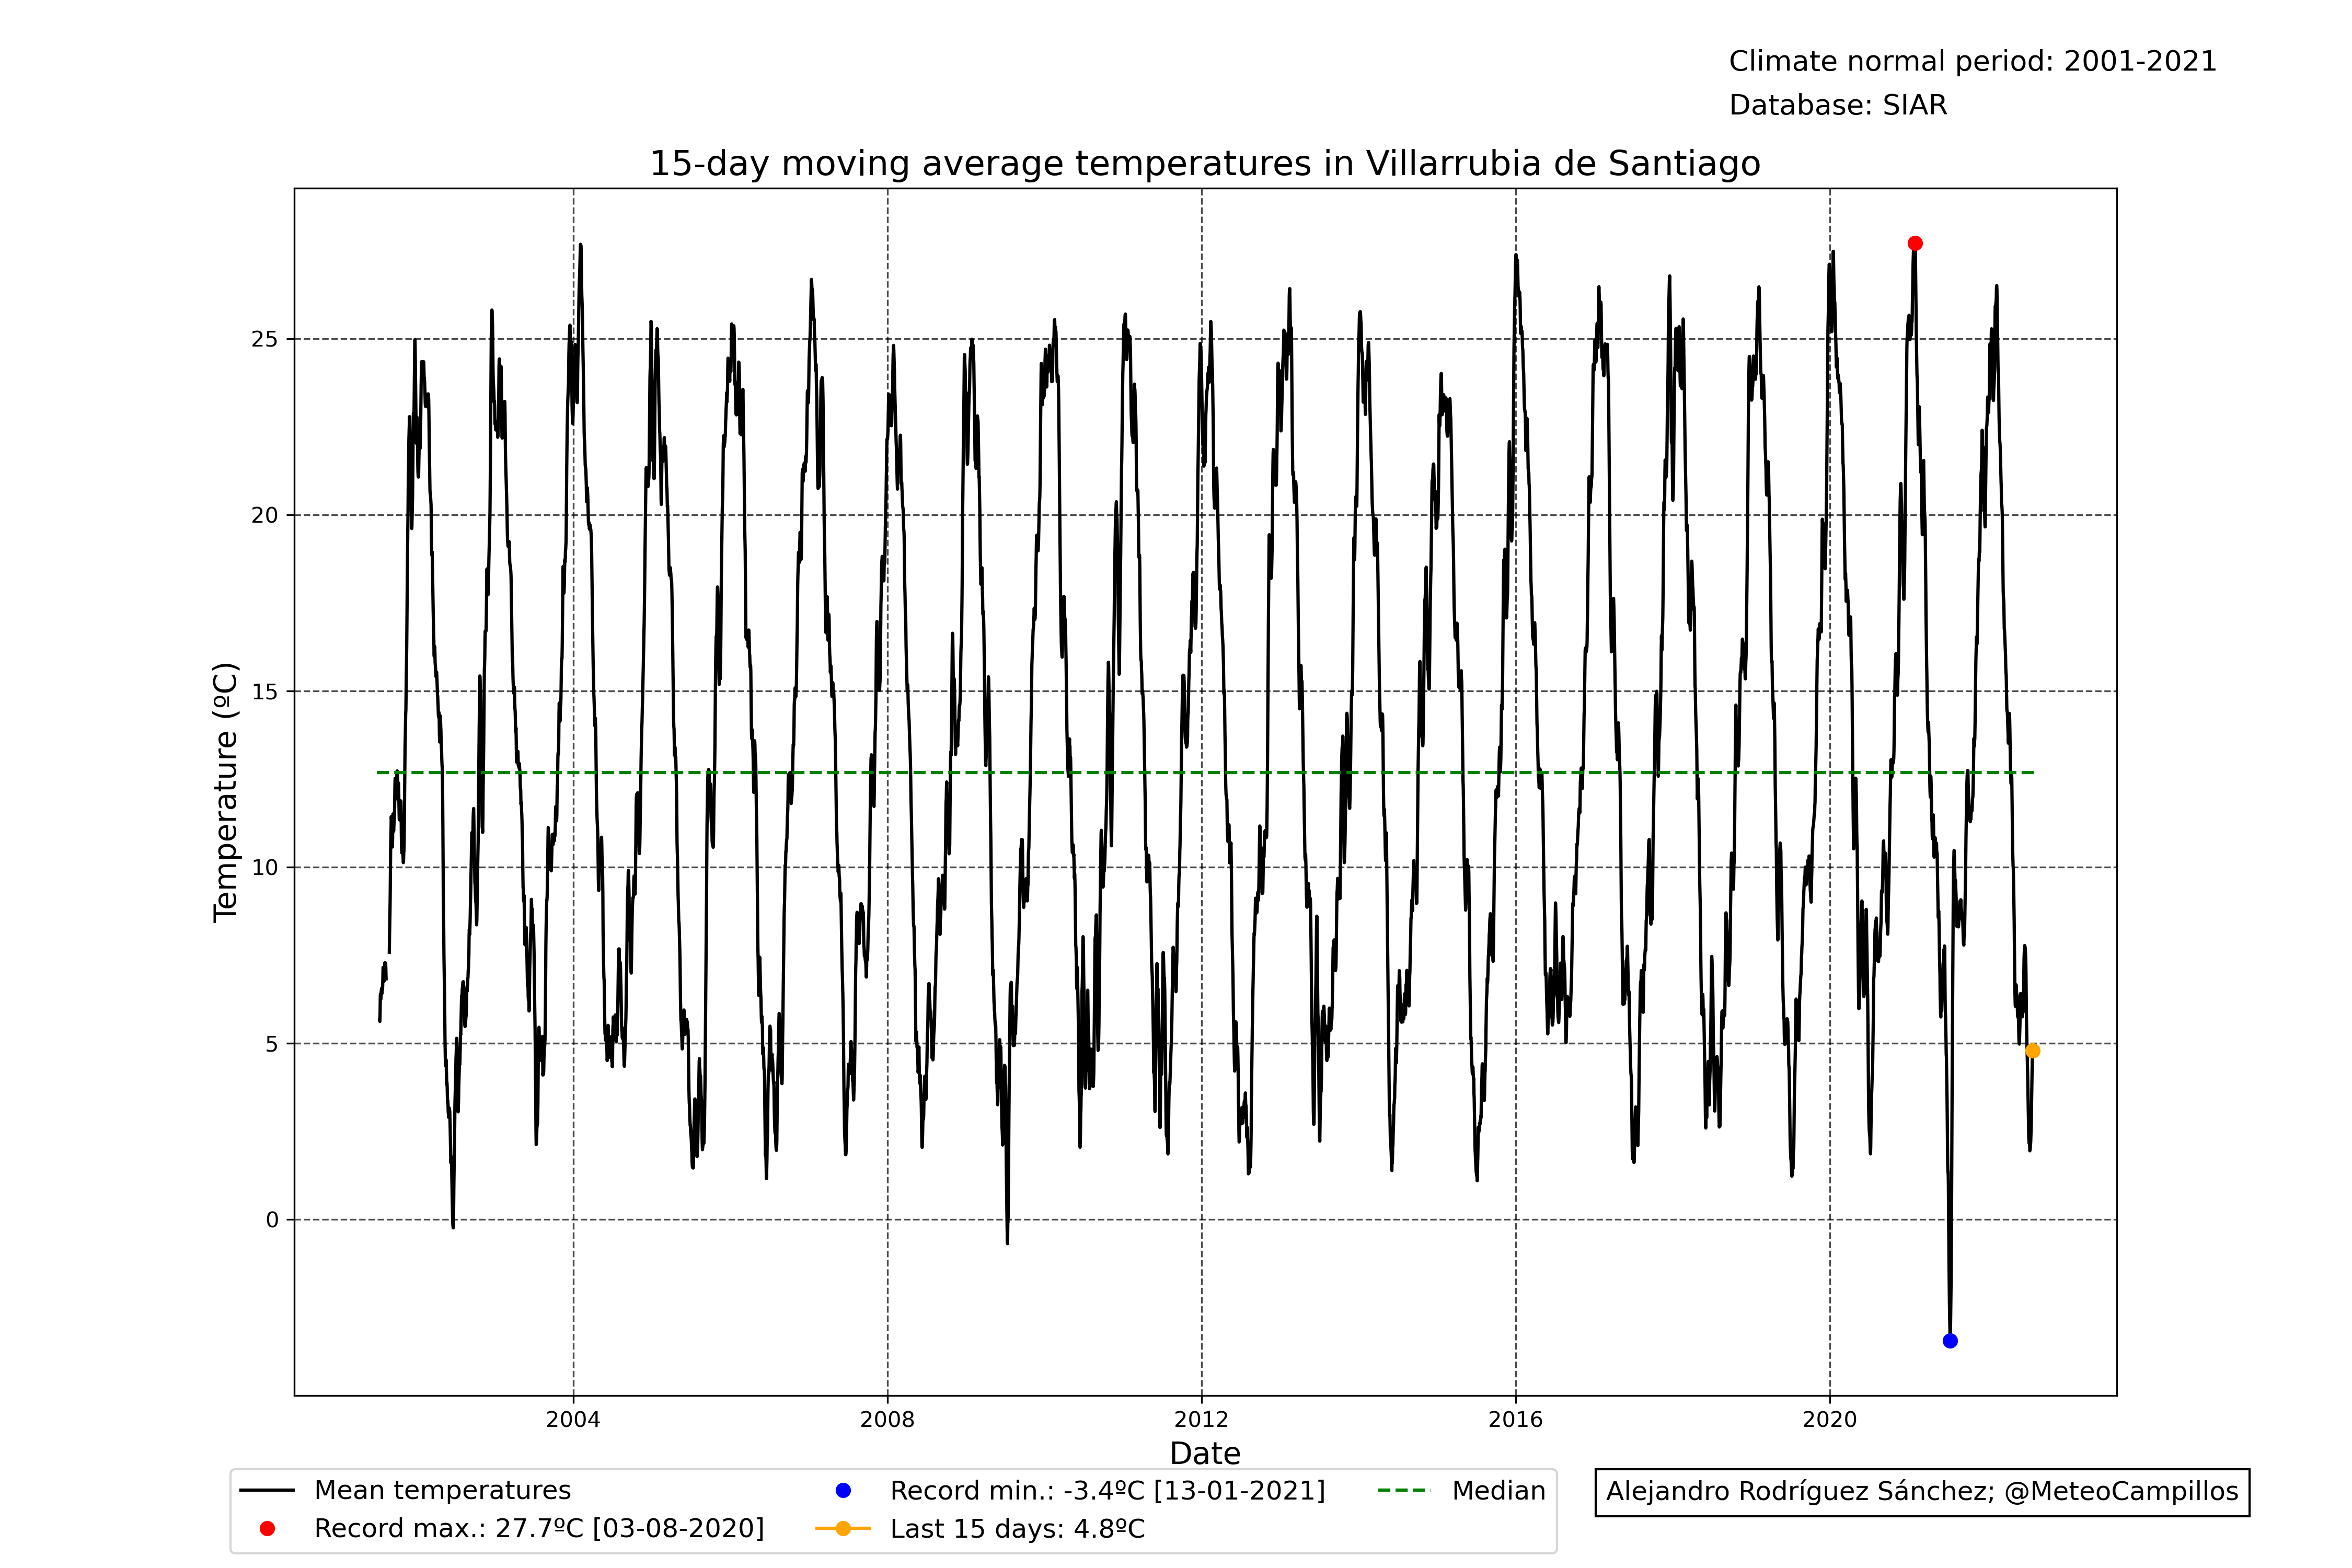 Climate normal period: 2001-2021
Database: SIAR
15-day moving average temperatures in Villarrubia de Santiago
Temperature (ºC)
25
20
15
10
5
0
2004 2008 2012 2016 2020
Date
Mean temperatures
Record max.: 27.7ºC [03-08-2020]
Record min.: -3.4ºC [13-01-2021]
Last 15 days: 4.8ºC
Median
Alejandro Rodríguez Sánchez; @MeteoCampillos